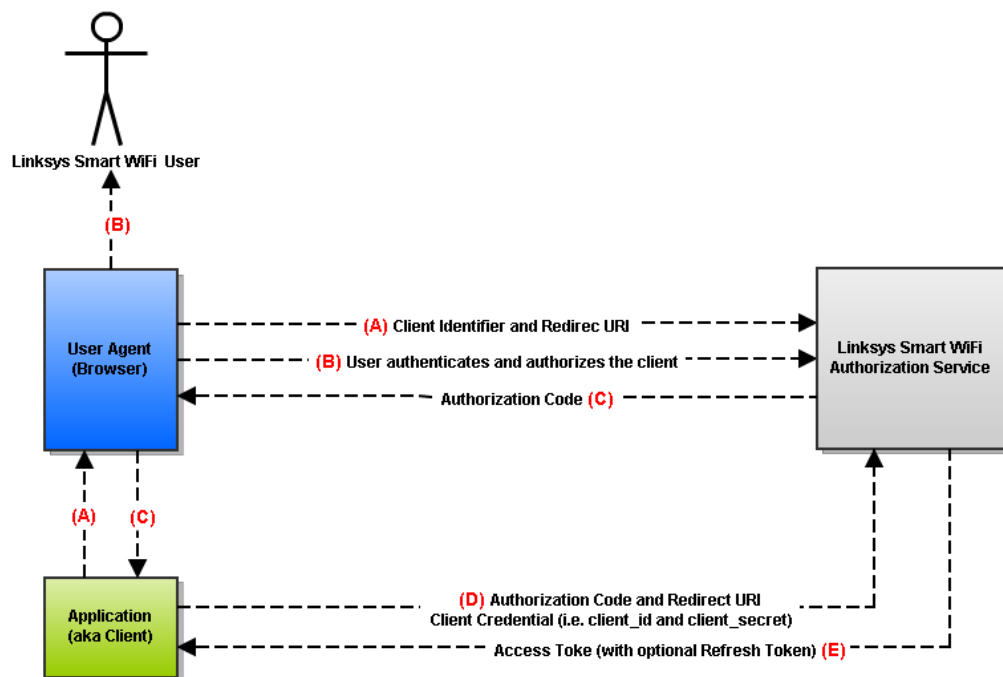 Linksys Smart WiFi User
(B)
User Agent
(Browser)
(A) Client Identifier and Redirec URI
(B) User authenticates and authorizes the client
Authorization Code (C)
Linksys Smart WiFi
Authorization Service
(A)
(C)
Application
(aka Client)
(D) Authorization Code and Redirect URI
Client Credential (i.e. client_id and client_secret)
Access Toke (with optional Refresh Token) (E)